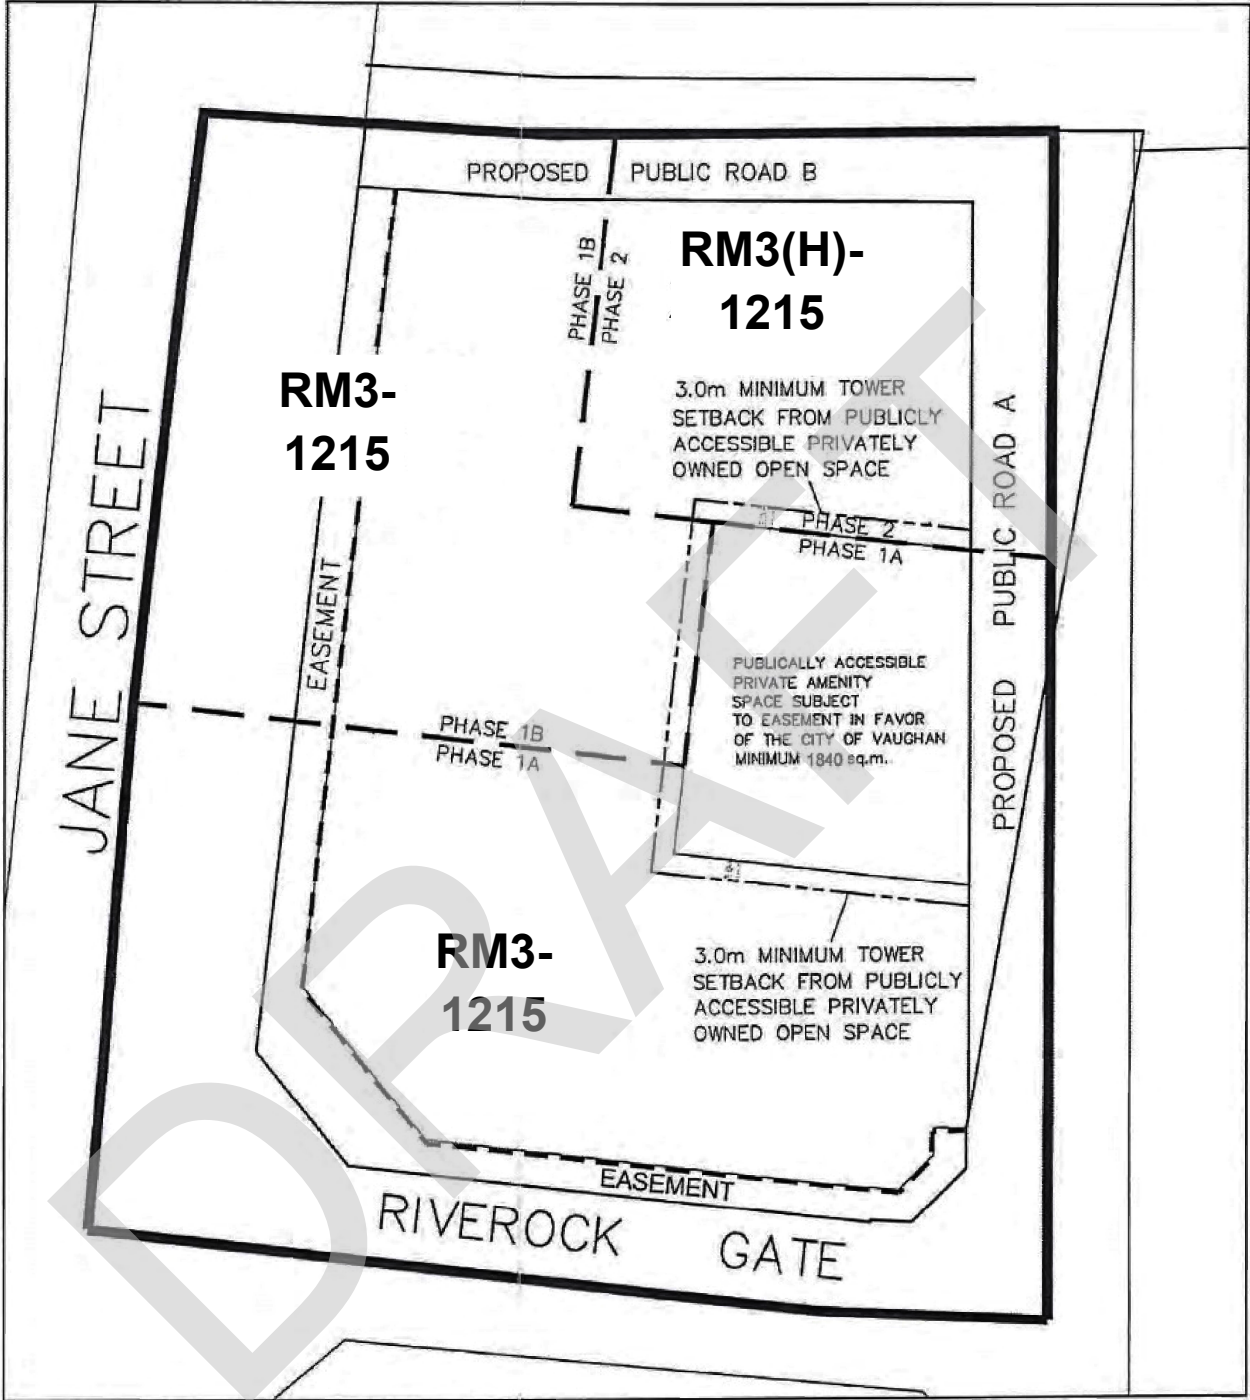 PROPOSED PUBLIC ROAD B
PHASE 1B
PHASE 2
RM3(H)-
1215
RM3-
1215
3.0m MINIMUM TOWER
SETBACK FROM PUBLICLY
ACCESSIBLE PRIVATELY
OWNED OPEN SPACE
JANE STREET
EASEMENT
PROPOSED PUBLIC ROAD A
PHASE 2
PHASE 1A
PUBLICALLY ACCESSIBLE
PRIVATE AMENITY
SPACE SUBJECT
TO EASEMENT IN FAVOR
OF THE CITY OF VAUGHAN
MINIMUM 1840 sq.m.
PHASE 1B
PHASE 1A
RM3-
1215
3.0m MINIMUM TOWER
SETBACK FROM PUBLICLY
ACCESSIBLE PRIVATELY
OWNED OPEN SPACE
EASEMENT
RIVEROCK GATE
DRAFT